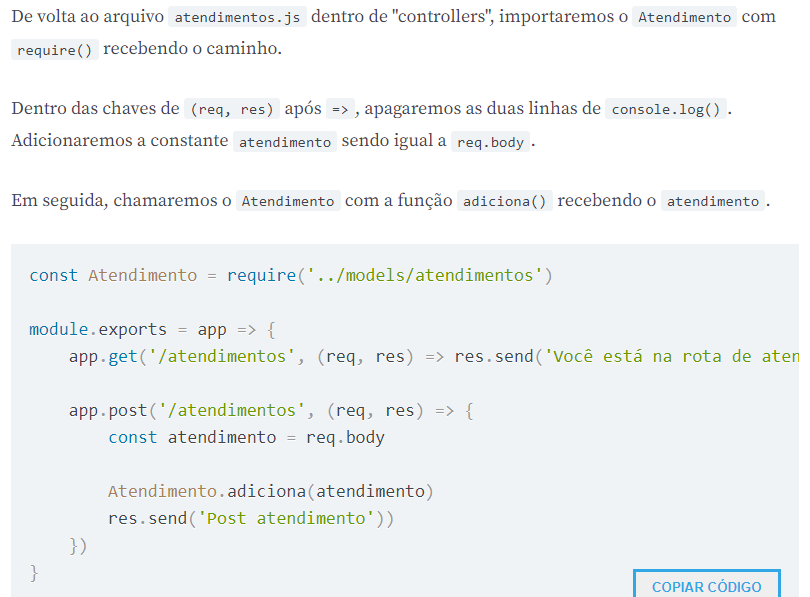 De volta ao arquivo atendimentos.js dentro de "controllers", importaremos o Atendimento com
require() recebendo o caminho.
Dentro das chaves de (req, res) após =>, apagaremos as duas linhas de console.log().
Adicionaremos a constante atendimento sendo igual a req.body.
Em seguida, chamaremos o Atendimento com a função adiciona() recebendo o atendimento.
const Atendimento = require('../models/atendimentos')
module.exports = app => {
app.get('/atendimentos', (req, res) => res.send('Você está na rota de aten
app.post('/atendimentos', (req, res) => {
const atendimento = req.body
Atendimento.adiciona(atendimento)
res.send('Post atendimento'))
})
}
COPIAR CÓDIGO